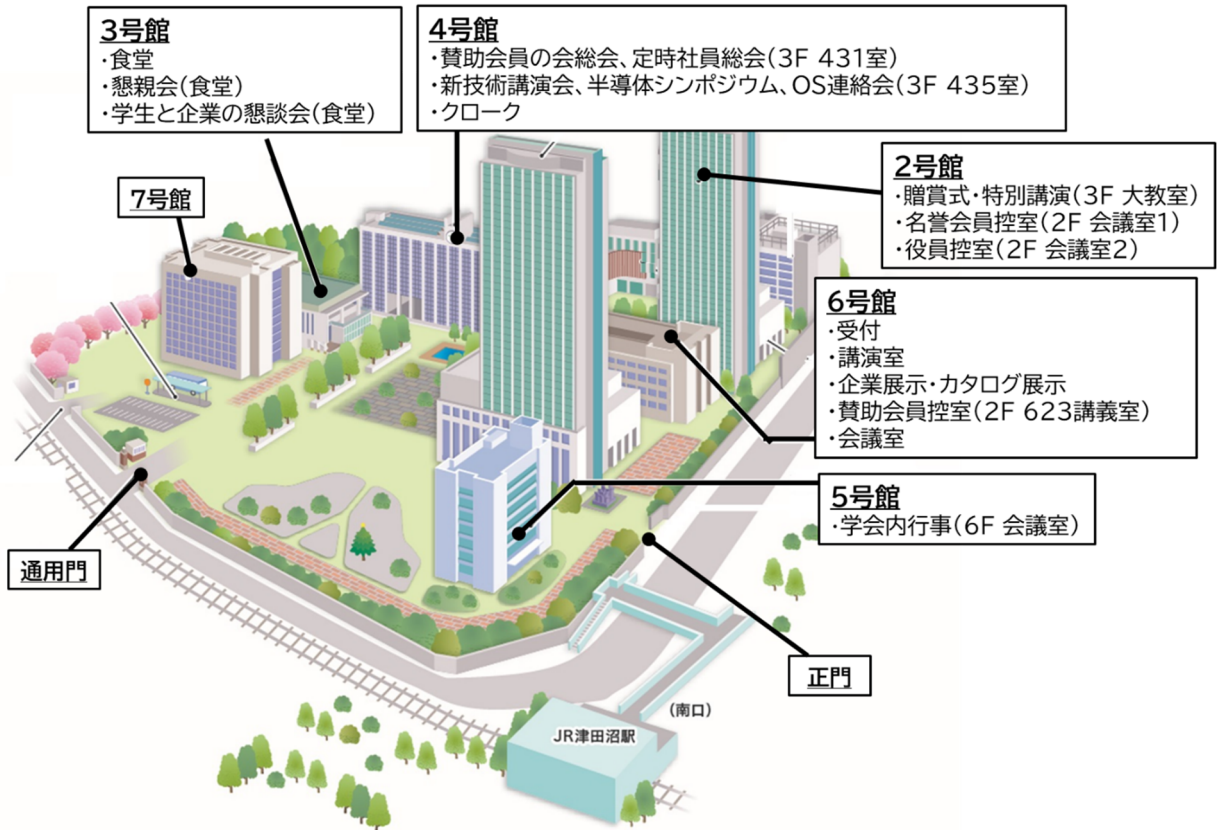 3号館
・食堂
・懇親会(食堂)
・学生と企業の懇談会(食堂)
4号館
・賛助会員の会総会、定時社員総会(3F 431室)
・新技術講演会、半導体シンポジウム、OS連絡会(3F 435室)
・クローク
2号館
・贈賞式・特別講演(3F 大教室)
・名誉会員控室(2F 会議室1)
・役員控室(2F 会議室2)
7号館
6号館
・受付
・講演室
・企業展示・カタログ展示
・賛助会員控室(2F 623講義室)
・会議室
5号館
・学会内行事(6F 会議室)
通用門
正門
(南口)
JR津田沼駅